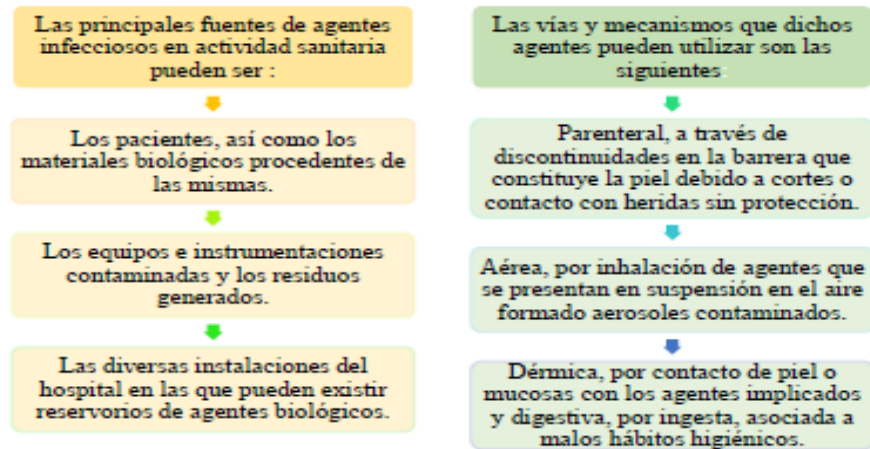 Las principales fuentes de agentes
infecciosos en actividad sanitaria
pueden ser :
Los pacientes, así como los
materiales biológicos procedentes de
las mismas.
Los equipos e instrumentaciones
contaminadas y los residuos
generados.
Las diversas instalaciones del
hospital en las que pueden existir
reservorios de agentes biológicos.
Las vías y mecanismos que dichos
agentes pueden utilizar son las
siguientes:
Parenteral, a través de
discontinuidades en la barrera que
constituye la piel debido a cortes o
contacto con heridas sin protección.
Aérea, por inhalación de agentes que
se presentan en suspensión en el aire
formado aerosoles contaminados.
Dérmica, por contacto de piel o
mucosas con los agentes implicados
y digestiva, por ingesta, asociada a
malos hábitos higiénicos.